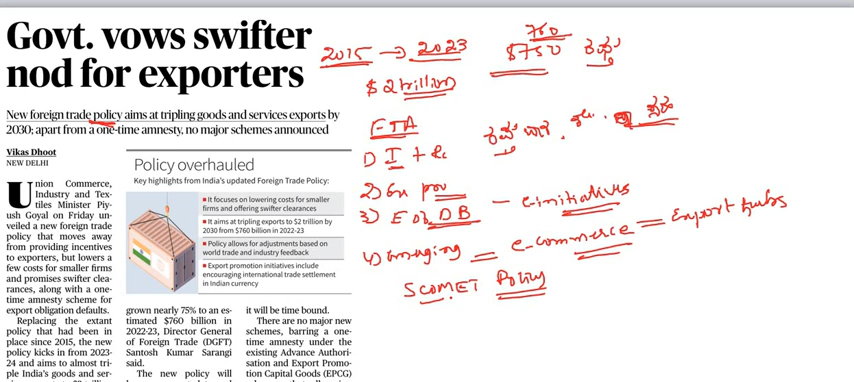 Govt. vows swifter
nod for exporters
New foreign trade policy aims at tripling goods and services exports by
2030; apart from a one-time amnesty, no major schemes announced
Vikas Dhoot
NEW DELHI
Union Commerce,
Industry and Tex-
tiles Minister Piy-
ush Goyal on Friday un-
veiled a new foreign trade
policy that moves away
from providing incentives
to exporters, but lowers a
few costs for smaller firms
and promises swifter clea-
rances, along with a one-
time amnesty scheme for
export obligation defaults.
Replacing the extant
policy that had been in
place since 2015, the new
policy kicks in from 2023-
24 and aims to almost tri-
ple India's goods and ser-
Policy overhauled
Key highlights from India's updated Foreign Trade Policy:
■ It focuses on lowering costs for smaller
firms and offering swifter clearances
■ It aims at tripling exports to $2 trillion by
2030 from $760 billion in 2022-23
■ Policy allows for adjustments based on
world trade and industry feedback
■ Export promotion initiatives include
encouraging international trade settlement
in Indian currency
grown nearly 75% to an es-
timated $760 billion in
2022-23, Director General
of Foreign Trade (DGFT)
Santosh Kumar Sarangi
said.
The new policy will
it will be time bound.
There are no major new
schemes, barring a one-
time amnesty under the
existing Advance Authori-
sation and Export Promo-
tion Capital Goods (EPCG)
2015 → 2023
760
$750
$2 trillion
FTA
I +
2)
3) E of DB - e-initiatives
4) emerging = e-commerce = Export hubs
SCOMET Policy